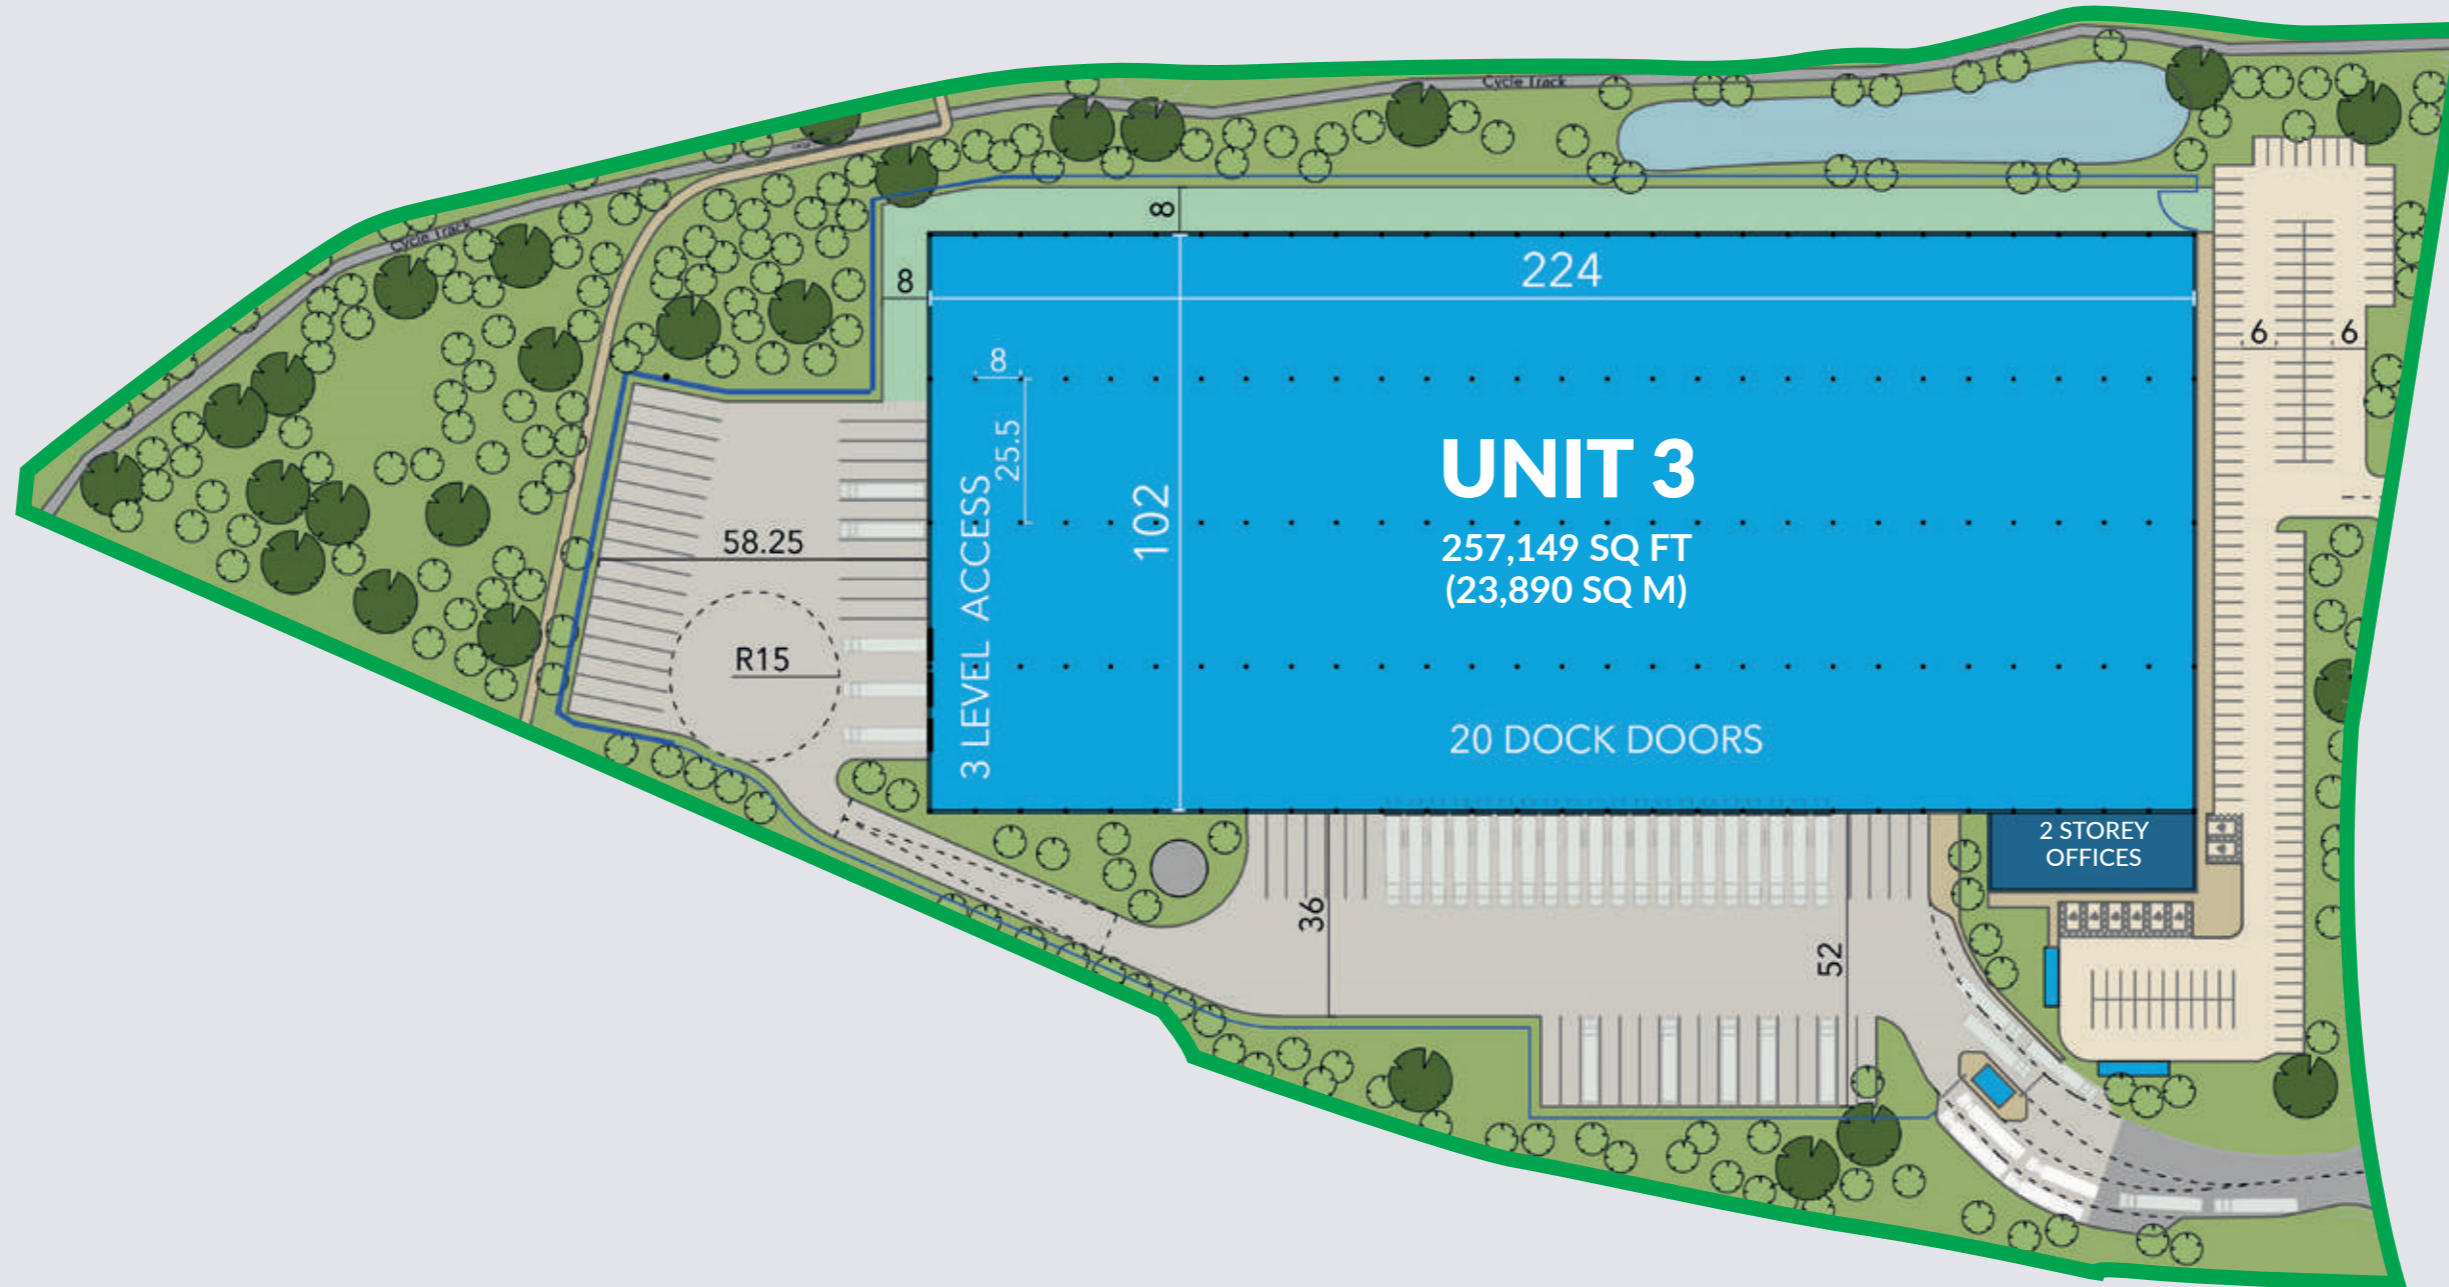 Cycle Track
Cycle Track
8
224
8
6
6
8
25.5
3 LEVEL ACCESS
102
UNIT 3
257,149 SQ FT
(23,890 SQ M)
58.25
R15
20 DOCK DOORS
2 STOREY
OFFICES
36
52